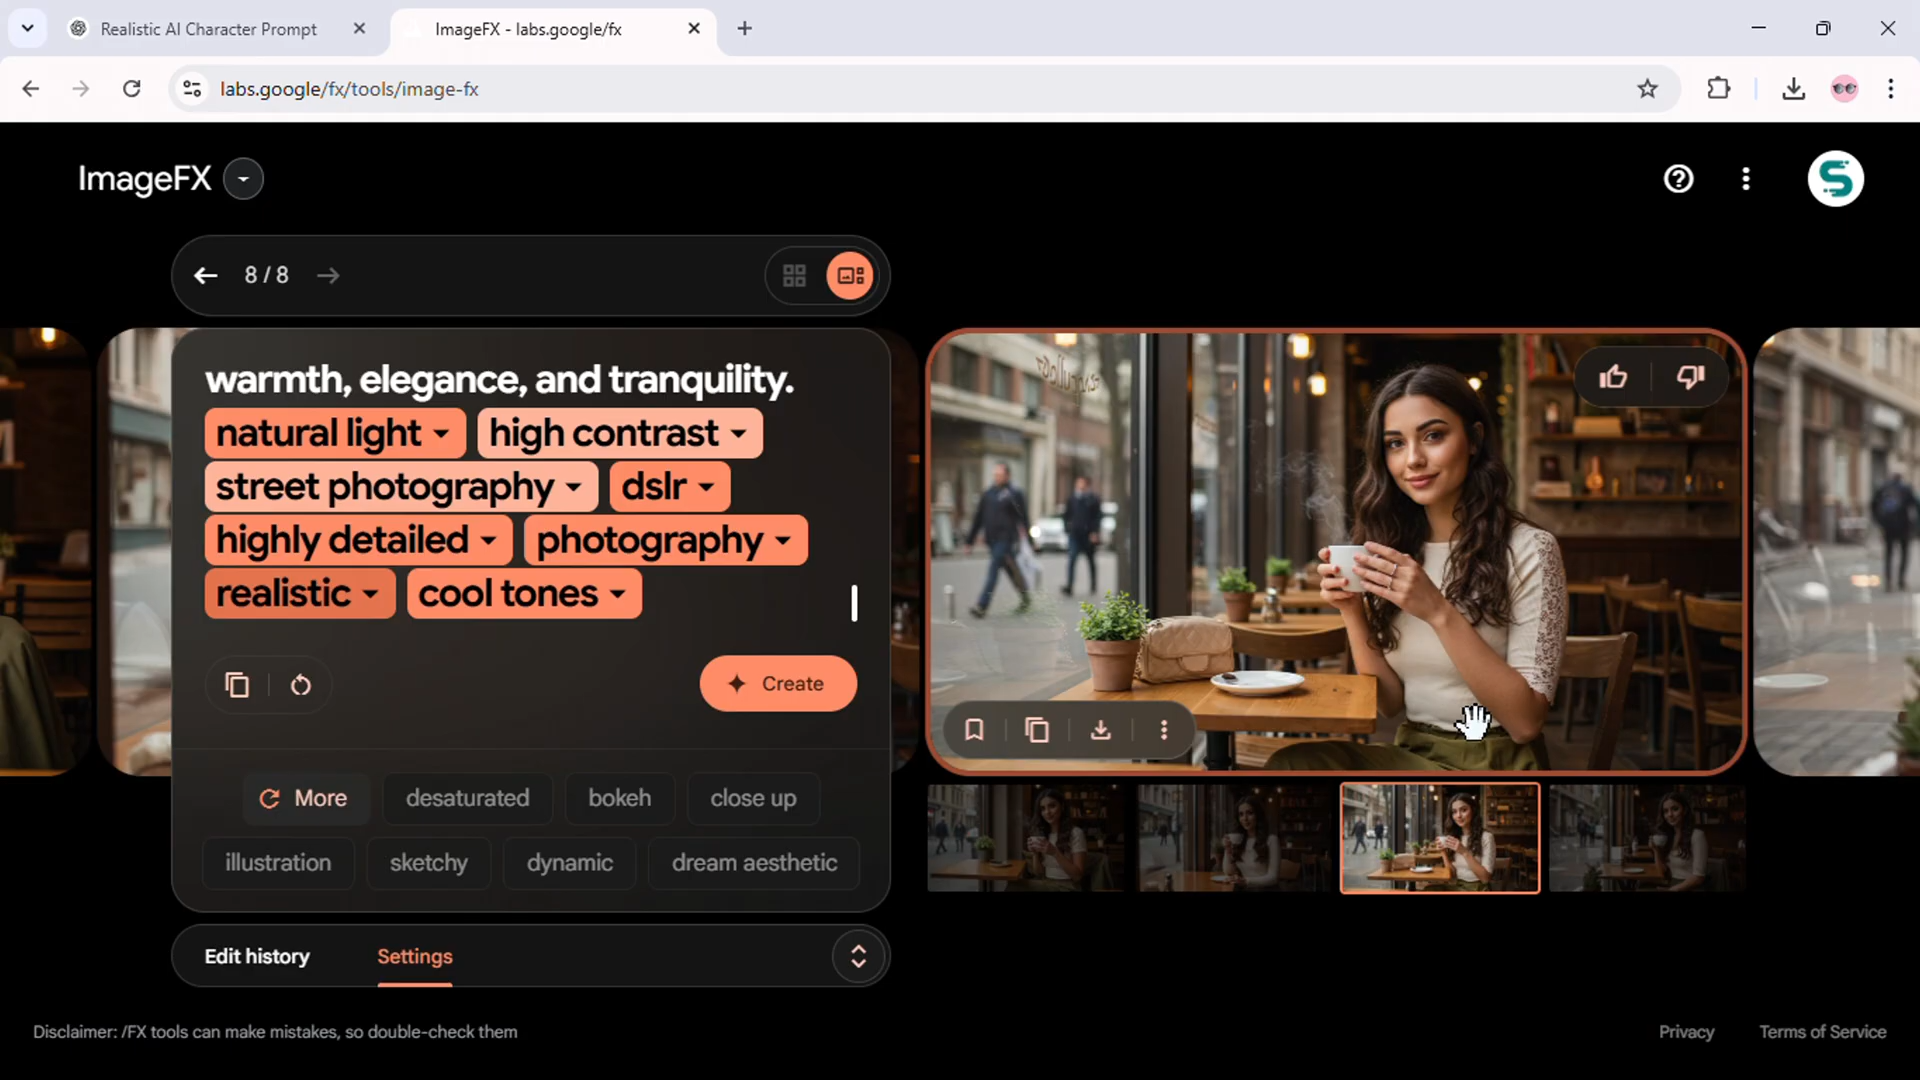 Realistic AI Character Prompt
ImageFX - labs.google/fx
labs.google/fx/tools/image-fx
ImageFX
8 / 8
warmth, elegance, and tranquility.
natural light high contrast
street photography dslr
highly detailed photography
realistic cool tones
Create
More desaturated bokeh close up
illustration sketchy dynamic dream aesthetic
Edit history Settings
Disclaimer: /FX tools can make mistakes, so double-check them
Privacy Terms of Service